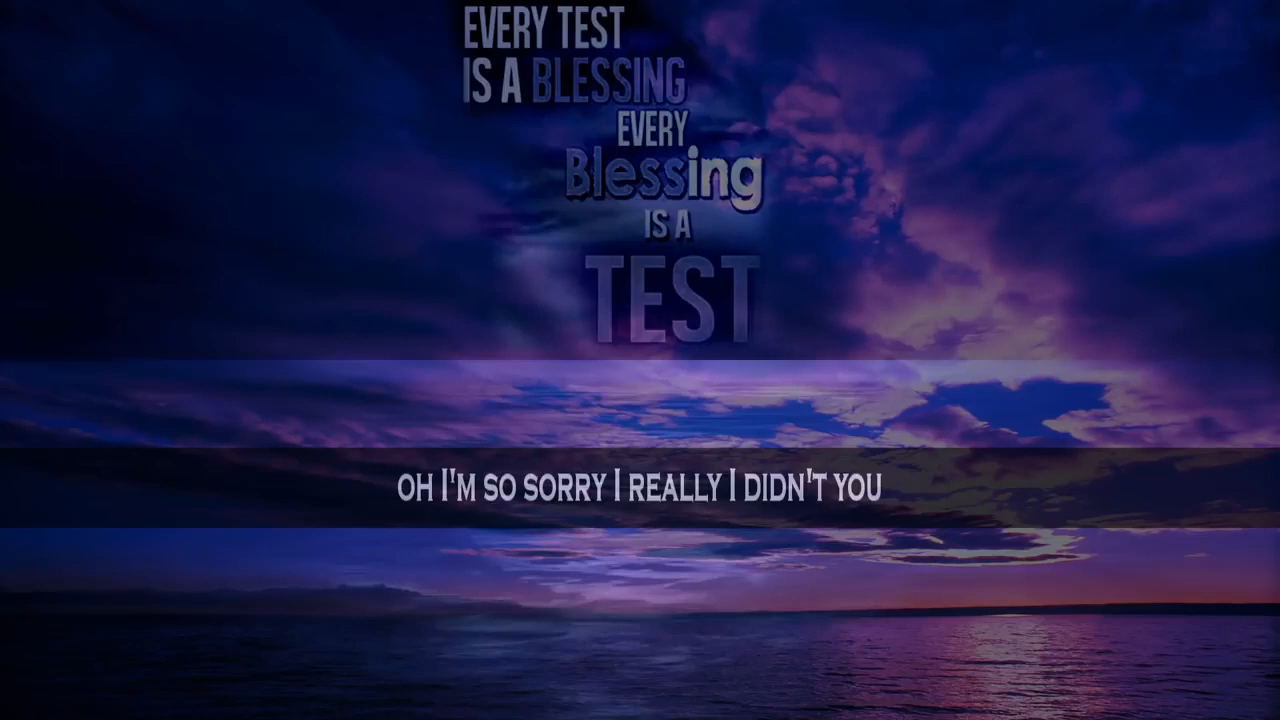 EVERY TEST
IS A BLESSING
EVERY
Blessing
IS A
TEST
OH I'M SO SORRY I REALLY I DIDN'T YOU